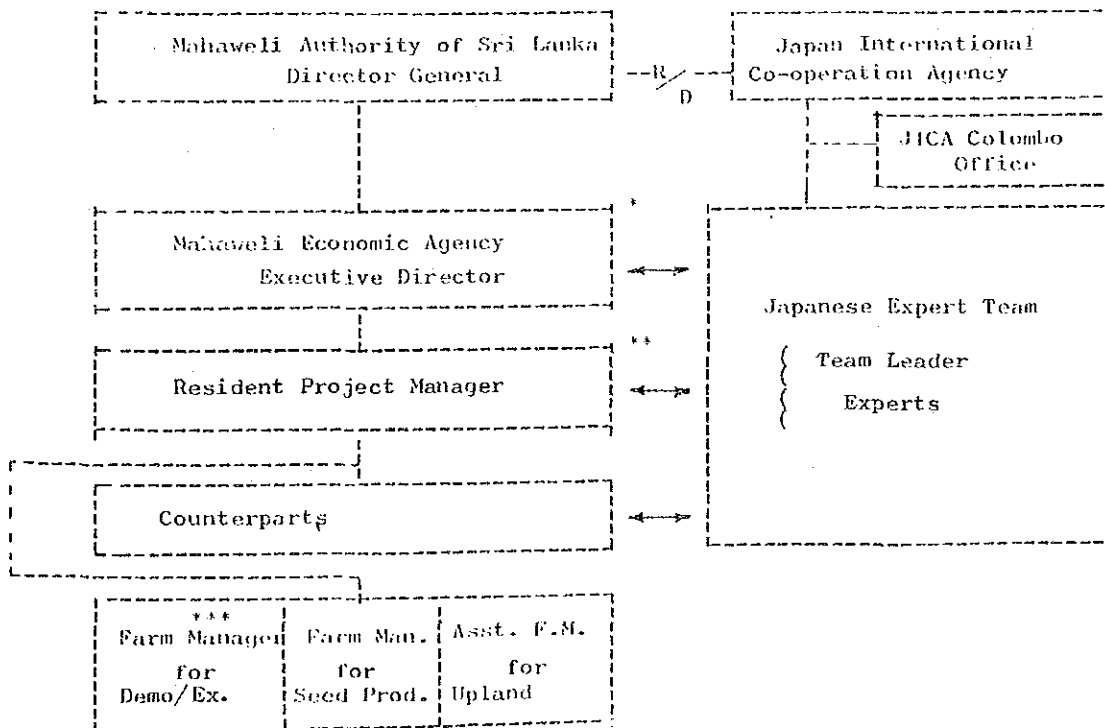 Mahaweli Authority of Sri Lanka
Director General
R/D
Japan International
Co-operation Agency
JICA Colombo
Office
*
Mahaweli Economic Agency
Executive Director
Japanese Expert Team
Team Leader
Experts
**
Resident Project Manager
Counterparts
***
Farm Manager
for
Demo/Ex.
Farm Man.
for
Seed Prod.
Asst. F.M.
for
Upland